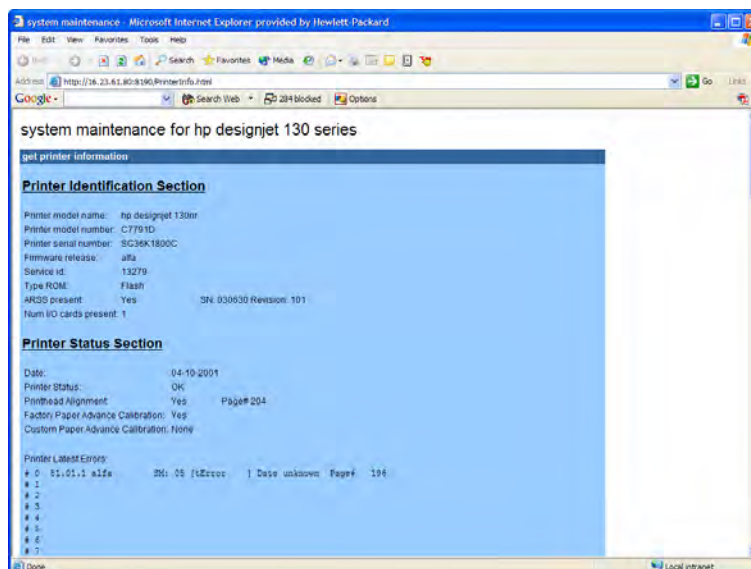 system maintenance - Microsoft Internet Explorer provided by Hewlett-Packard
File Edit View Favorites Tools Help
Search Favorites Media
Address http://16.23.61.80:8190/PrinterInfo.html Go Links
Google - Search Web 284 blocked Options
system maintenance for hp designjet 130 series
get printer information
Printer Identification Section
Printer model name: hp designjet 130nr
Printer model number: C7791D
Printer serial number: SG36K1800C
Firmware release: alfa
Service id: 13279
Type ROM: Flash
ARSS present Yes SN: 030630 Revision: 101
Num I/O cards present: 1
Printer Status Section
Date: 04-10-2001
Printer Status: OK
Printhead Alignment: Yes Page# 204
Factory Paper Advance Calibration: Yes
Custom Paper Advance Calibration: None
Printer Latest Errors:
# 0 51.01.1 alfa SN: 05 [tError ] Date unknown Page# 196
# 1
# 2
# 3
# 4
# 5
# 6
# 7
Done Local intranet